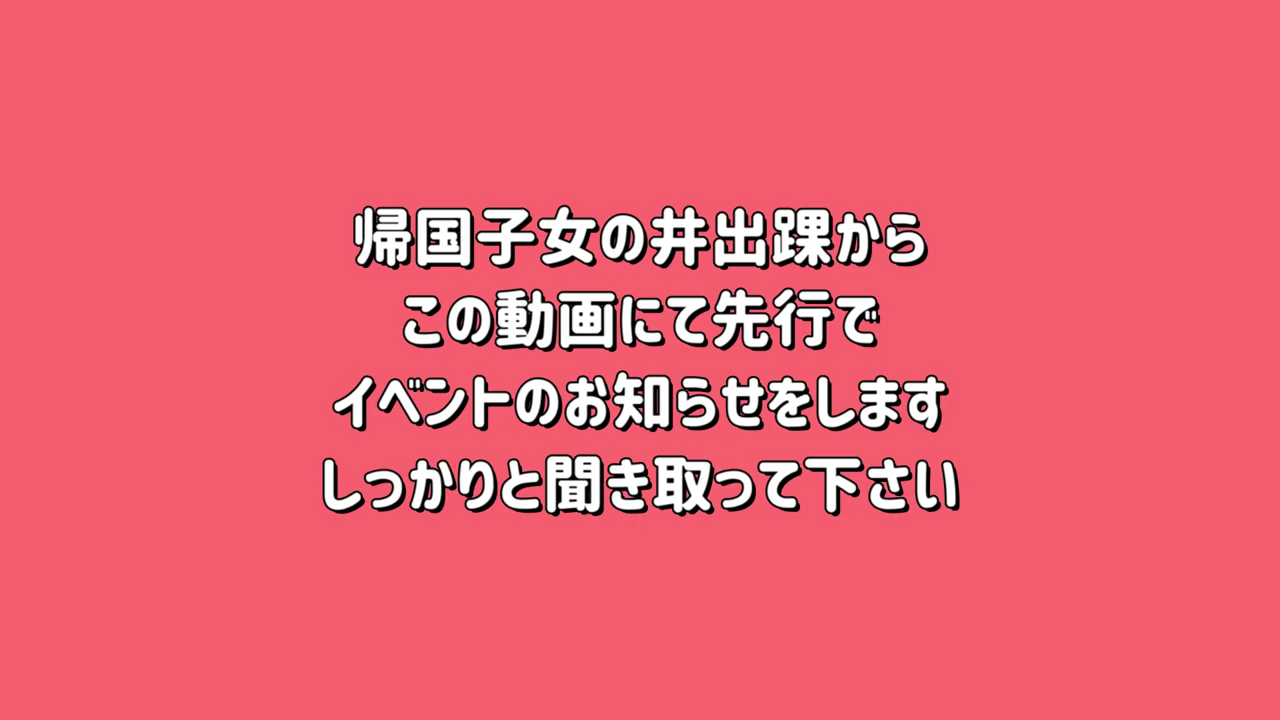 帰国子女の井出踝から
この動画にて先行で
イベントのお知らせをします
しっかりと聞き取って下さい